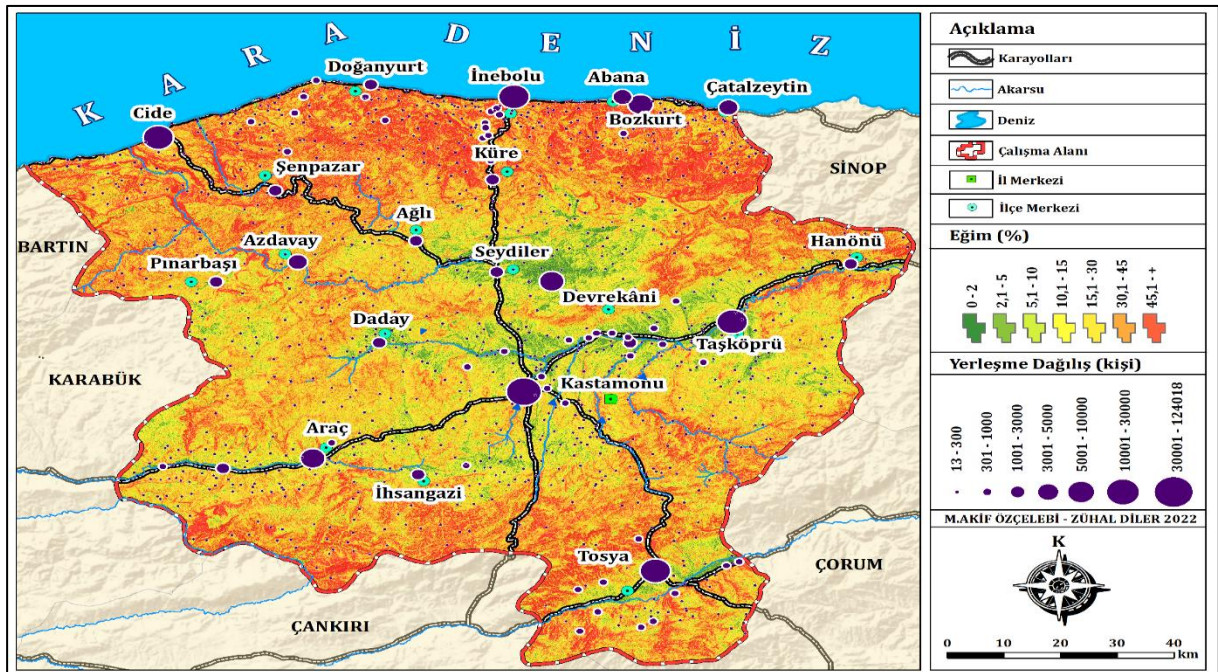 KARADENİZ
Doğanyurt
İnebolu
Abana
Çatalzeytin
Cide
Bozkurt
Küre
Şenpazar
SİNOP
Ağlı
BARTIN
Azdavay
Seydiler
Hanönü
Pınarbaşı
Devrekâni
Daday
Taşköprü
KARABÜK
Kastamonu
Araç
İhsangazi
Tosya
ÇORUM
ÇANKIRI
Açıklama
Karayolları
Akarsu
Deniz
Çalışma Alanı
İl Merkezi
İlçe Merkezi
Eğim (%)
0 - 2
2,1 - 5
5,1 - 10
10,1 - 15
15,1 - 30
30,1 - 45
45,1 - +
Yerleşme Dağılış (kişi)
13 - 300
301 - 1000
1001 - 3000
3001 - 5000
5001 - 10000
10001 - 30000
30001 - 124018
M.AKİF ÖZÇELEBİ - ZÜHAL DİLER 2022
K
0 10 20 30 40
km